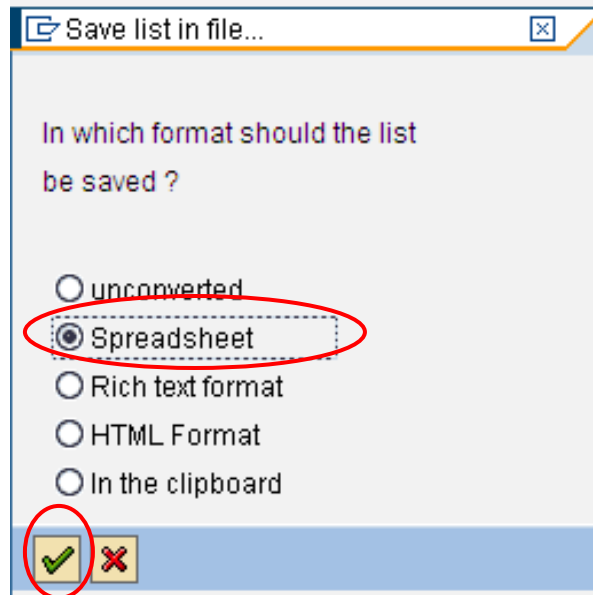 Save list in file...
In which format should the list
be saved ?
unconverted
Spreadsheet
Rich text format
HTML Format
In the clipboard